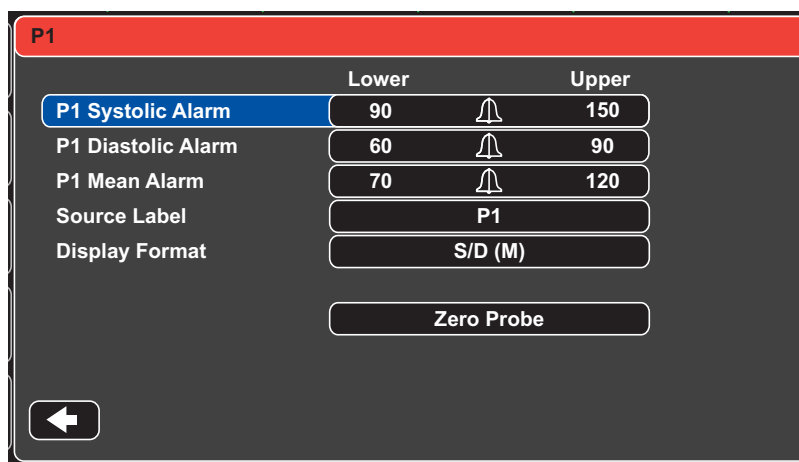 P1
Lower Upper
P1 Systolic Alarm 90 150
P1 Diastolic Alarm 60 90
P1 Mean Alarm 70 120
Source Label P1
Display Format S/D (M)
Zero Probe